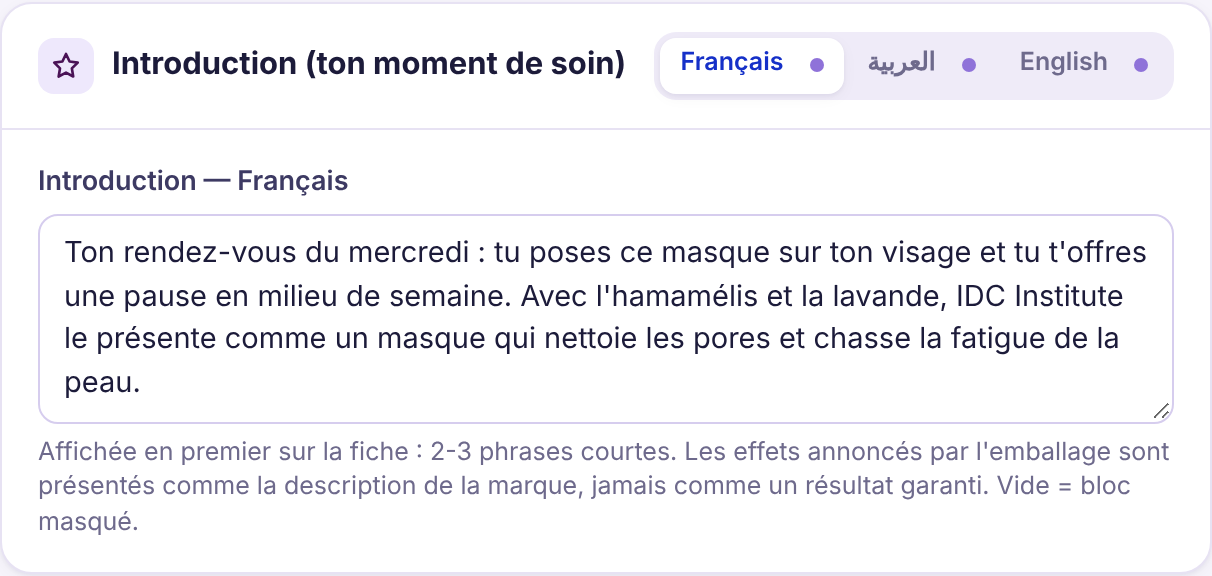 Introduction (ton moment de soin)
Français
العربية
English
Introduction — Français
Ton rendez-vous du mercredi : tu poses ce masque sur ton visage et tu t'offres
une pause en milieu de semaine. Avec l'hamamélis et la lavande, IDC Institute
le présente comme un masque qui nettoie les pores et chasse la fatigue de la
peau.
Affichée en premier sur la fiche : 2-3 phrases courtes. Les effets annoncés par l'emballage sont
présentés comme la description de la marque, jamais comme un résultat garanti. Vide = bloc
masqué.